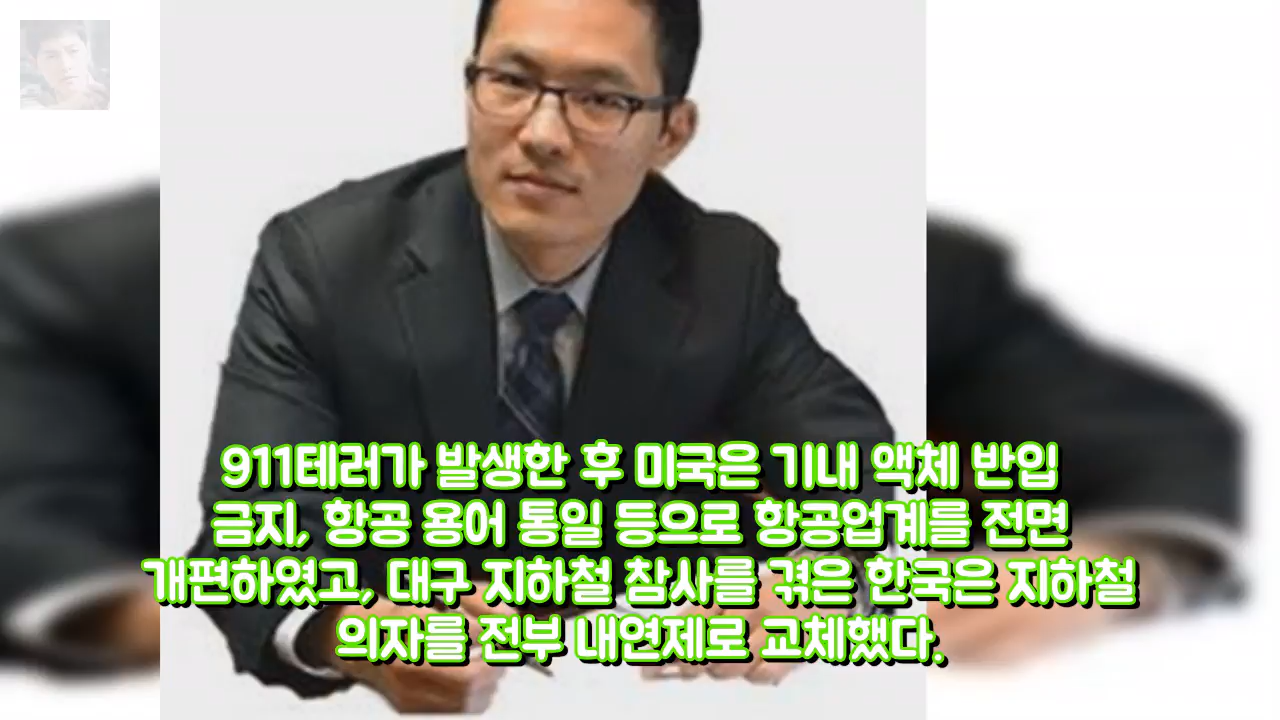 911테러가 발생한 후 미국은 기내 액체 반입
금지, 항공 용어 통일 등으로 항공업계를 전면
개편하였고, 대구 지하철 참사를 겪은 한국은 지하철
의자를 전부 내연제로 교체했다.